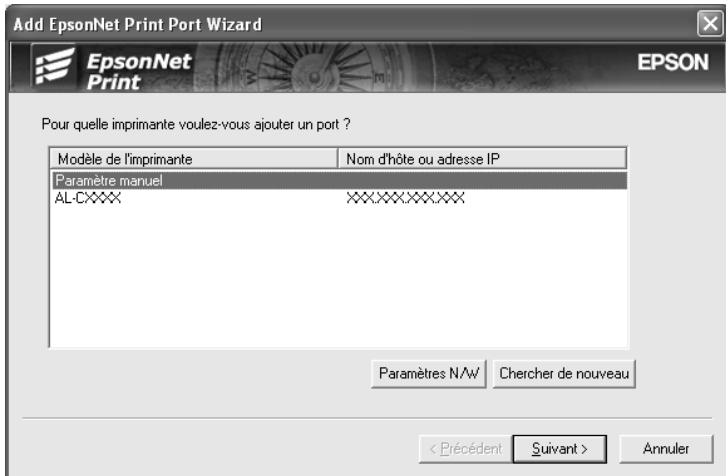 Add EpsonNet Print Port Wizard
EpsonNet
Print
EPSON
Pour quelle imprimante voulez-vous ajouter un port ?
Modèle de l'imprimante Nom d'hôte ou adresse IP
Paramètre manuel
AL-CXXXX XXX.XXX.XXX.XXX
Paramètres N/W Chercher de nouveau
< Précédent Suivant > Annuler